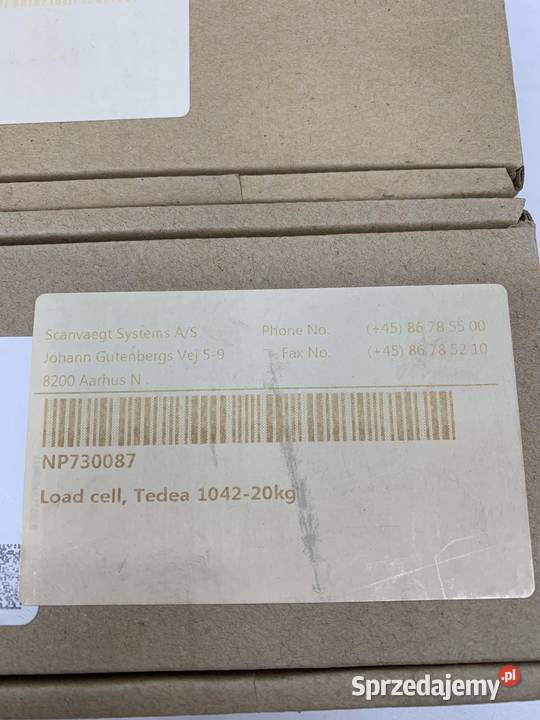 Scanvaegt Systems A/S Phone No. (+45) 86 78 55 00
Johann Gutenbergs Vej 5-9 Fax No. (+45) 86 78 52 10
8200 Aarhus N
NP730087
Load cell, Tedea 1042-20kg
Sprzedajemy.pl